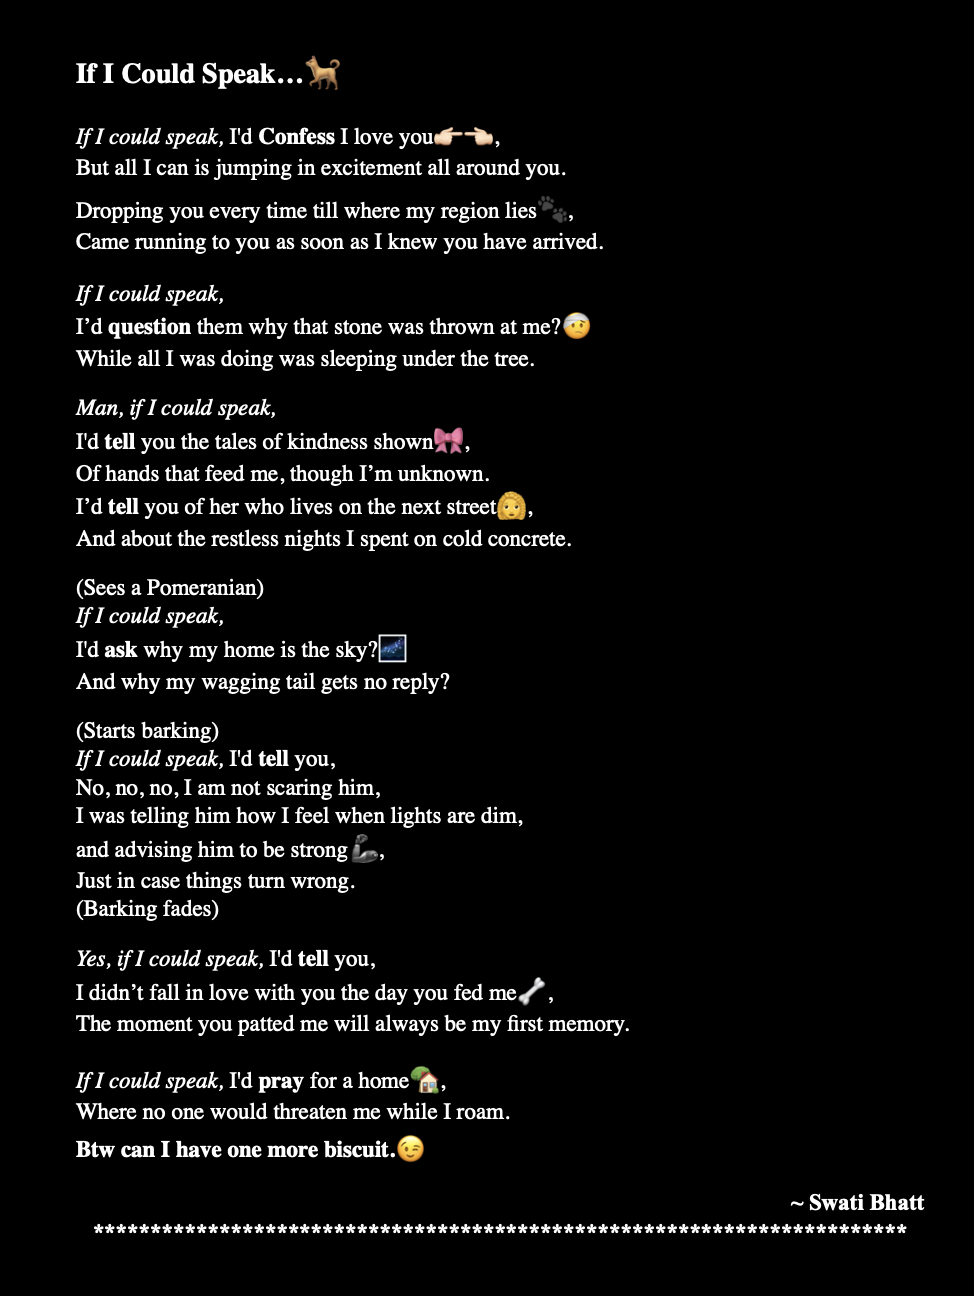 If I Could Speak...🐕
If I could speak, I'd Confess I love you👉🏻👈🏻,
But all I can is jumping in excitement all around you.
Dropping you every time till where my region lies🐾,
Came running to you as soon as I knew you have arrived.
If I could speak,
I’d question them why that stone was thrown at me?🤕
While all I was doing was sleeping under the tree.
Man, if I could speak,
I'd tell you the tales of kindness shown🎀,
Of hands that feed me, though I’m unknown.
I’d tell you of her who lives on the next street👩‍🦱,
And about the restless nights I spent on cold concrete.
(Sees a Pomeranian)
If I could speak,
I'd ask why my home is the sky?🌌
And why my wagging tail gets no reply?
(Starts barking)
If I could speak, I'd tell you,
No, no, no, I am not scaring him,
I was telling him how I feel when lights are dim,
and advising him to be strong🦾,
Just in case things turn wrong.
(Barking fades)
Yes, if I could speak, I'd tell you,
I didn’t fall in love with you the day you fed me🦴,
The moment you patted me will always be my first memory.
If I could speak, I'd pray for a home🏡,
Where no one would threaten me while I roam.
Btw can I have one more biscuit.😉
~ Swati Bhatt
***********************************************************************